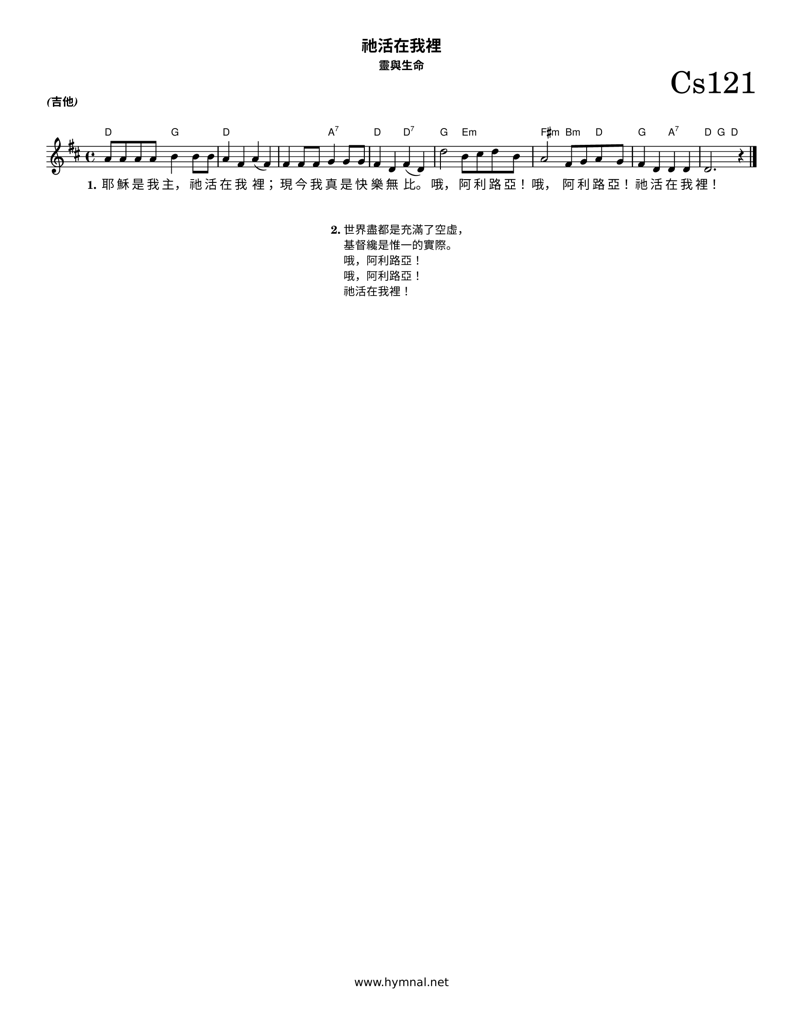 祂活在我裡
靈與生命
Cs121
(吉他)
D G D A7 D D7 G Em F♯m Bm D G A7 D G D
1. 耶穌是我主，祂活在我裡；現今我真是快樂無比。哦，阿利路亞！哦，阿利路亞！祂活在我裡！
2. 世界盡都是充滿了空虛，
基督纔是惟一的實際。
哦，阿利路亞！
哦，阿利路亞！
祂活在我裡！
www.hymnal.net